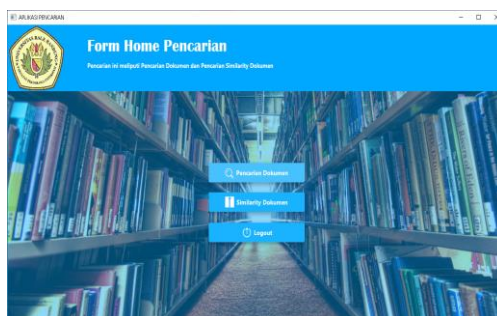 APLIKASI PENCARIAN
Form Home Pencarian
Pencarian ini meliputi Pencarian Dokumen dan Pencarian Similarity Dokumen
Pencarian Dokumen
Similarity Dokumen
Logout